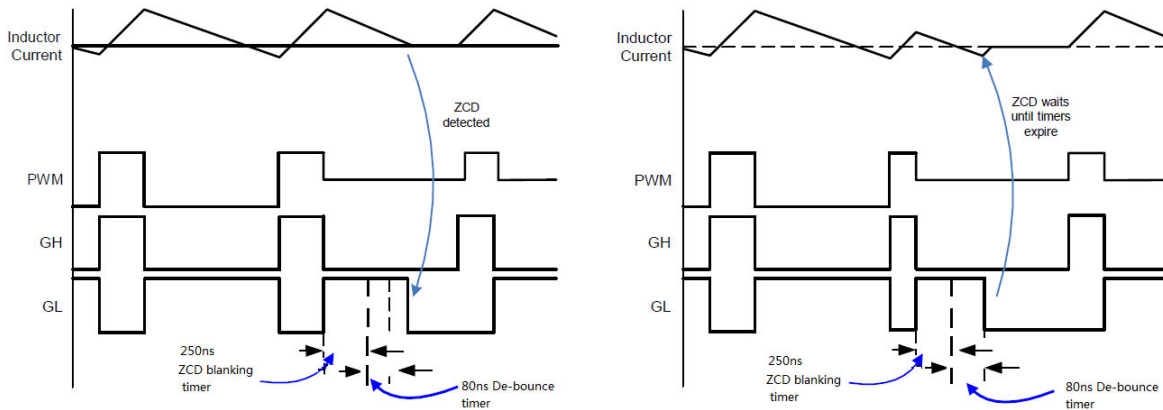 Inductor
Current
ZCD
detected
PWM
GH
GL
250ns
ZCD blanking
timer
80ns De-bounce
timer
Inductor
Current
ZCD waits
until timers
expire
PWM
GH
GL
250ns
ZCD blanking
timer
80ns De-bounce
timer